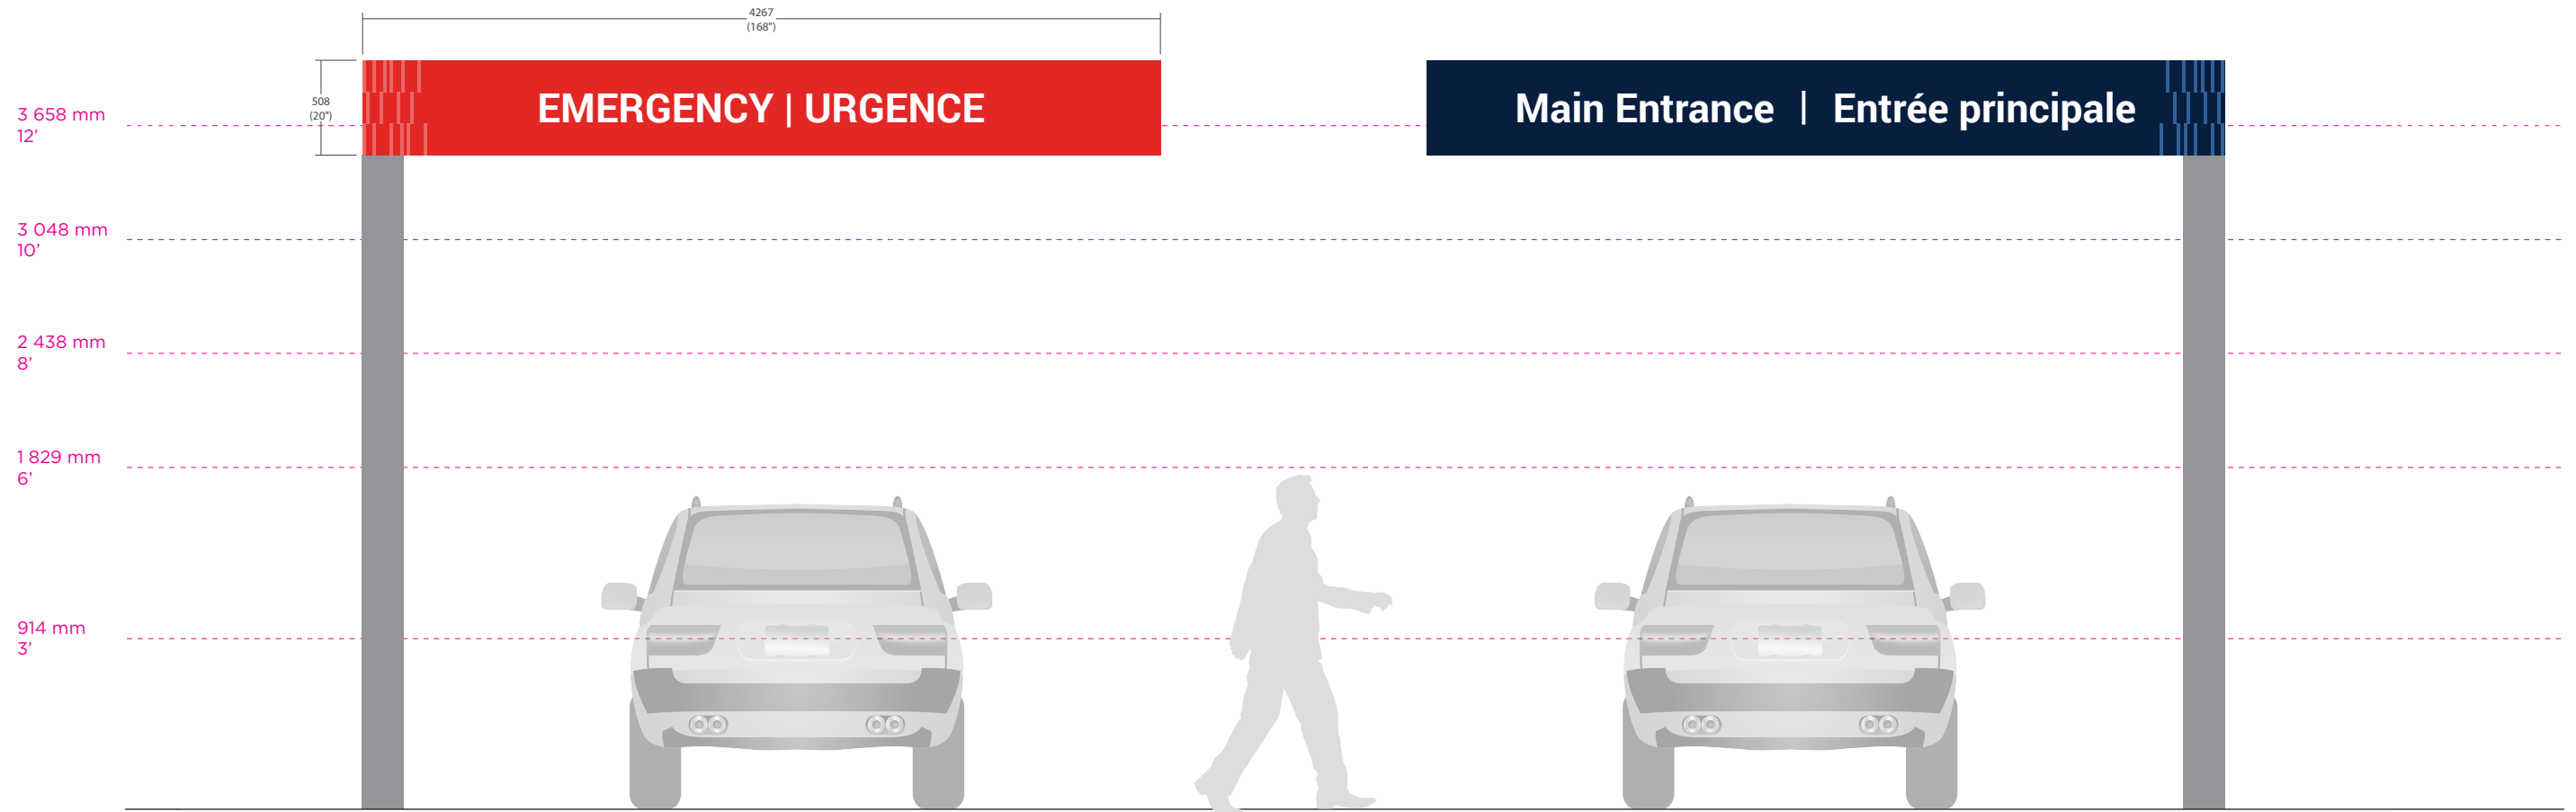 4267
(168")
508
(20")
EMERGENCY | URGENCE
Main Entrance | Entrée principale
3 658 mm
12'
3 048 mm
10'
2 438 mm
8'
1 829 mm
6'
914 mm
3'